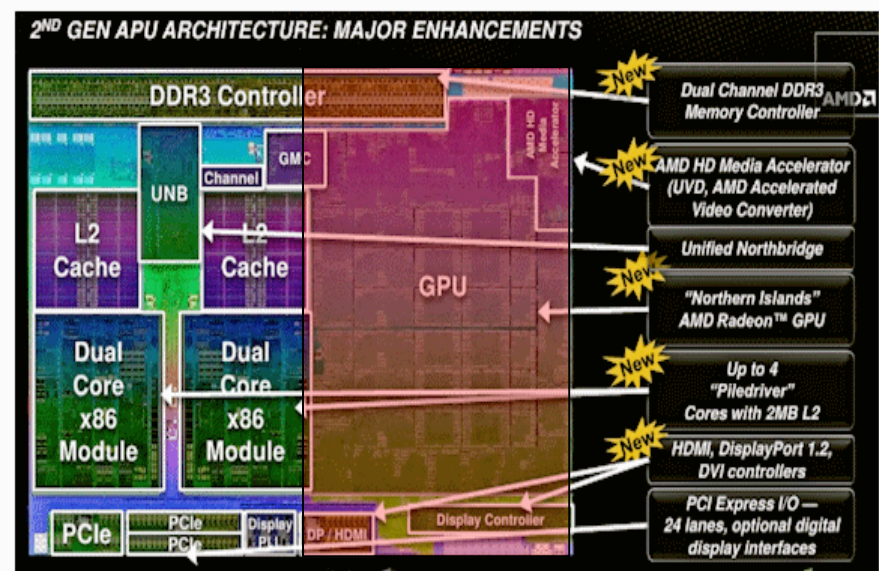 2ND GEN APU ARCHITECTURE: MAJOR ENHANCEMENTS
DDR3 Controller
AMD HD
Media
Accelerator
GMC
Channel
UNB
L2
Cache
L2
Cache
GPU
Dual
Core
x86
Module
Dual
Core
x86
Module
PCIe
PCIe
PCIe
Display
PLL
DP / HDMI
Display Controller
New
Dual Channel DDR3
Memory Controller
AMD
New
AMD HD Media Accelerator
(UVD, AMD Accelerated
Video Converter)
Unified Northbridge
New
“Northern Islands”
AMD Radeon™ GPU
New
Up to 4
“Piledriver”
Cores with 2MB L2
New
HDMI, DisplayPort 1.2,
DVI controllers
PCI Express I/O —
24 lanes, optional digital
display interfaces